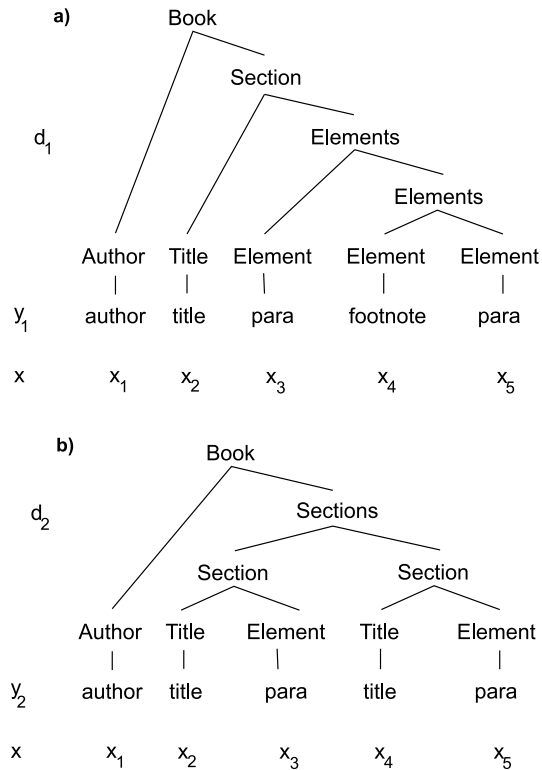 a)
Book
Section
d1
Elements
Elements
Author Title Element Element Element
y1 author title para footnote para
x x1 x2 x3 x4 x5
b)
Book
d2
Sections
Section Section
Author Title Element Title Element
y2 author title para title para
x x1 x2 x3 x4 x5